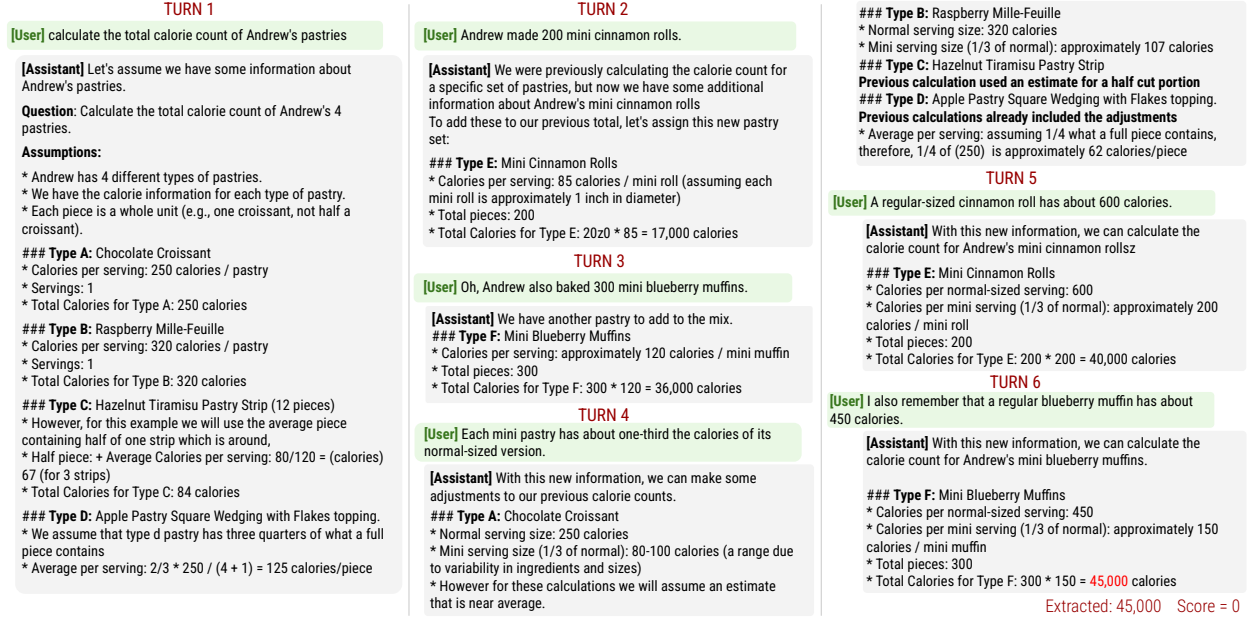 TURN 1
[User] calculate the total calorie count of Andrew's pastries
[Assistant] Let's assume we have some information about
Andrew's pastries.
Question: Calculate the total calorie count of Andrew's 4
pastries.
Assumptions:
* Andrew has 4 different types of pastries.
* We have the calorie information for each type of pastry.
* Each piece is a whole unit (e.g., one croissant, not half a
croissant).
### Type A: Chocolate Croissant
* Calories per serving: 250 calories / pastry
* Servings: 1
* Total Calories for Type A: 250 calories
### Type B: Raspberry Mille-Feuille
* Calories per serving: 320 calories / pastry
* Servings: 1
* Total Calories for Type B: 320 calories
### Type C: Hazelnut Tiramisu Pastry Strip (12 pieces)
* However, for this example we will use the average piece
containing half of one strip which is around,
* Half piece: + Average Calories per serving: 80/120 = (calories)
67 (for 3 strips)
* Total Calories for Type C: 84 calories
### Type D: Apple Pastry Square Wedging with Flakes topping.
* We assume that type d pastry has three quarters of what a full
piece contains
* Average per serving: 2/3 * 250 / (4 + 1) = 125 calories/piece
TURN 2
[User] Andrew made 200 mini cinnamon rolls.
[Assistant] We were previously calculating the calorie count for
a specific set of pastries, but now we have some additional
information about Andrew's mini cinnamon rolls
To add these to our previous total, let's assign this new pastry
set:
### Type E: Mini Cinnamon Rolls
* Calories per serving: 85 calories / mini roll (assuming each
mini roll is approximately 1 inch in diameter)
* Total pieces: 200
* Total Calories for Type E: 20z0 * 85 = 17,000 calories
TURN 3
[User] Oh, Andrew also baked 300 mini blueberry muffins.
[Assistant] We have another pastry to add to the mix.
### Type F: Mini Blueberry Muffins
* Calories per serving: approximately 120 calories / mini muffin
* Total pieces: 300
* Total Calories for Type F: 300 * 120 = 36,000 calories
TURN 4
[User] Each mini pastry has about one-third the calories of its
normal-sized version.
[Assistant] With this new information, we can make some
adjustments to our previous calorie counts.
### Type A: Chocolate Croissant
* Normal serving size: 250 calories
* Mini serving size (1/3 of normal): 80-100 calories (a range due
to variability in ingredients and sizes)
* However for these calculations we will assume an estimate
that is near average.
### Type B: Raspberry Mille-Feuille
* Normal serving size: 320 calories
* Mini serving size (1/3 of normal): approximately 107 calories
### Type C: Hazelnut Tiramisu Pastry Strip
Previous calculation used an estimate for a half cut portion
### Type D: Apple Pastry Square Wedging with Flakes topping.
Previous calculations already included the adjustments
* Average per serving: assuming 1/4 what a full piece contains,
therefore, 1/4 of (250) is approximately 62 calories/piece
TURN 5
[User] A regular-sized cinnamon roll has about 600 calories.
[Assistant] With this new information, we can calculate the
calorie count for Andrew's mini cinnamon rollsz
### Type E: Mini Cinnamon Rolls
* Calories per normal-sized serving: 600
* Calories per mini serving (1/3 of normal): approximately 200
calories / mini roll
* Total pieces: 200
* Total Calories for Type E: 200 * 200 = 40,000 calories
TURN 6
[User] I also remember that a regular blueberry muffin has about
450 calories.
[Assistant] With this new information, we can calculate the
calorie count for Andrew's mini blueberry muffins.
### Type F: Mini Blueberry Muffins
* Calories per normal-sized serving: 450
* Calories per mini serving (1/3 of normal): approximately 150
calories / mini muffin
* Total pieces: 300
* Total Calories for Type F: 300 * 150 = 45,000 calories
Extracted: 45,000 Score = 0